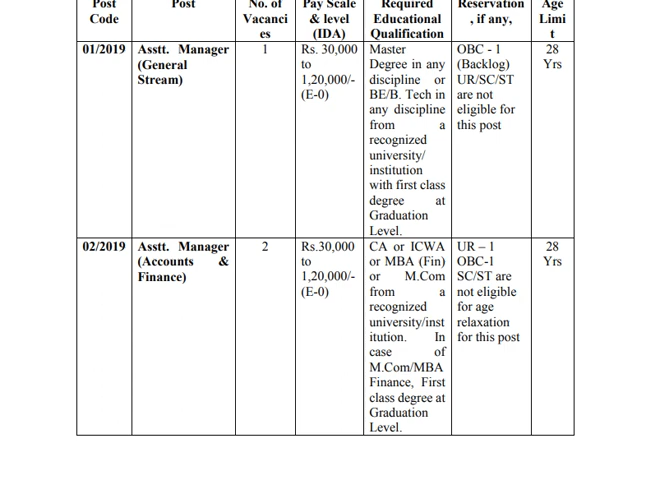 Post Code
Post
No. of Vacanci es
Pay Scale & level (IDA)
Required Educational Qualification
Reservation , if any,
Age Limi t
01/2019
Asstt. Manager
(General
Stream)
1
Rs. 30,000
to
1,20,000/-
(E-0)
Master
Degree in any
discipline or
BE/B. Tech in
any discipline
from a
recognized
university/
institution
with first class
degree at
Graduation
Level.
OBC - 1
(Backlog)
UR/SC/ST
are not
eligible for
this post
28
Yrs
02/2019
Asstt. Manager
(Accounts &
Finance)
2
Rs.30,000
to
1,20,000/-
(E-0)
CA or ICWA
or MBA (Fin)
or M.Com
from a
recognized
university/inst
itution. In
case of
M.Com/MBA
Finance, First
class degree at
Graduation
Level.
UR – 1
OBC-1
SC/ST are
not eligible
for age
relaxation
for this post
28
Yrs